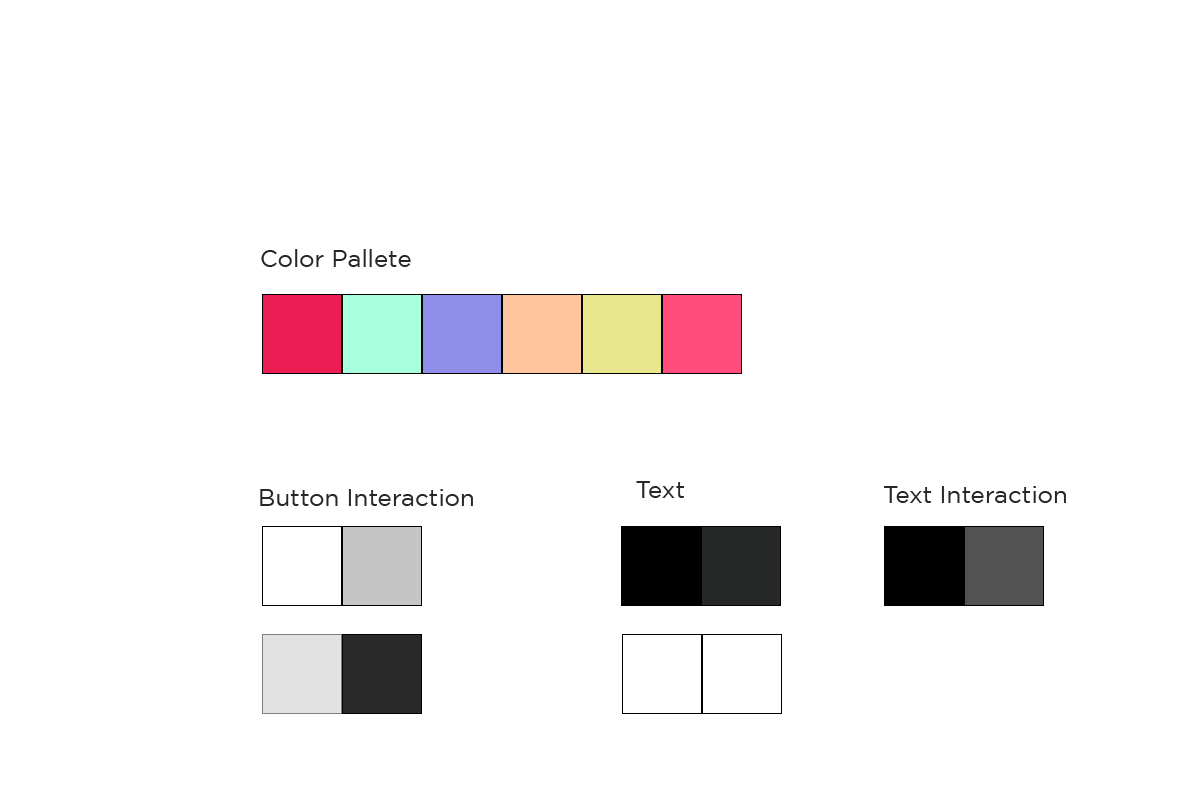 Color Pallete
Button Interaction
Text
Text Interaction